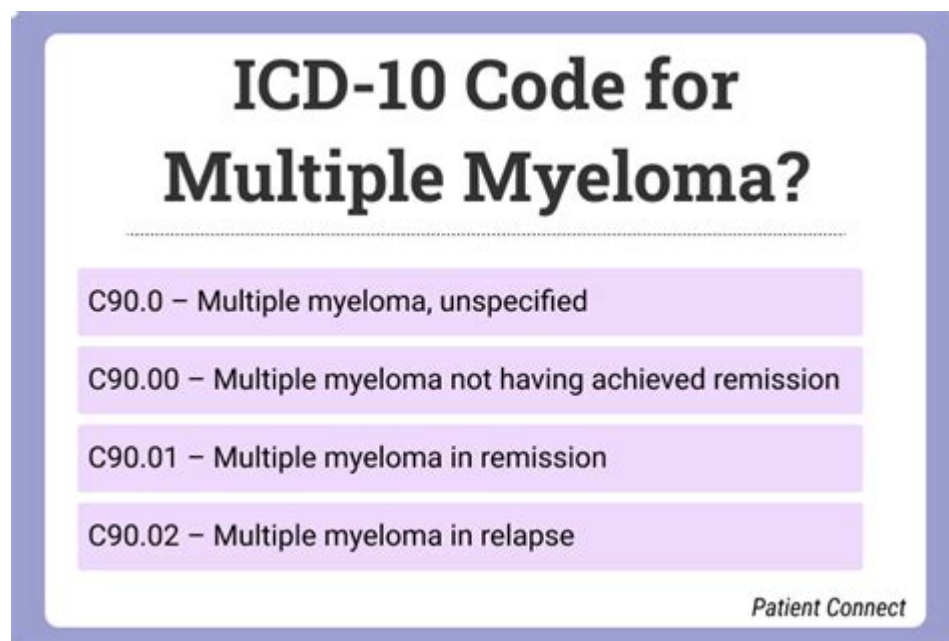 ICD-10 Code for
Multiple Myeloma?
C90.0 – Multiple myeloma, unspecified
C90.00 – Multiple myeloma not having achieved remission
C90.01 – Multiple myeloma in remission
C90.02 – Multiple myeloma in relapse
Patient Connect